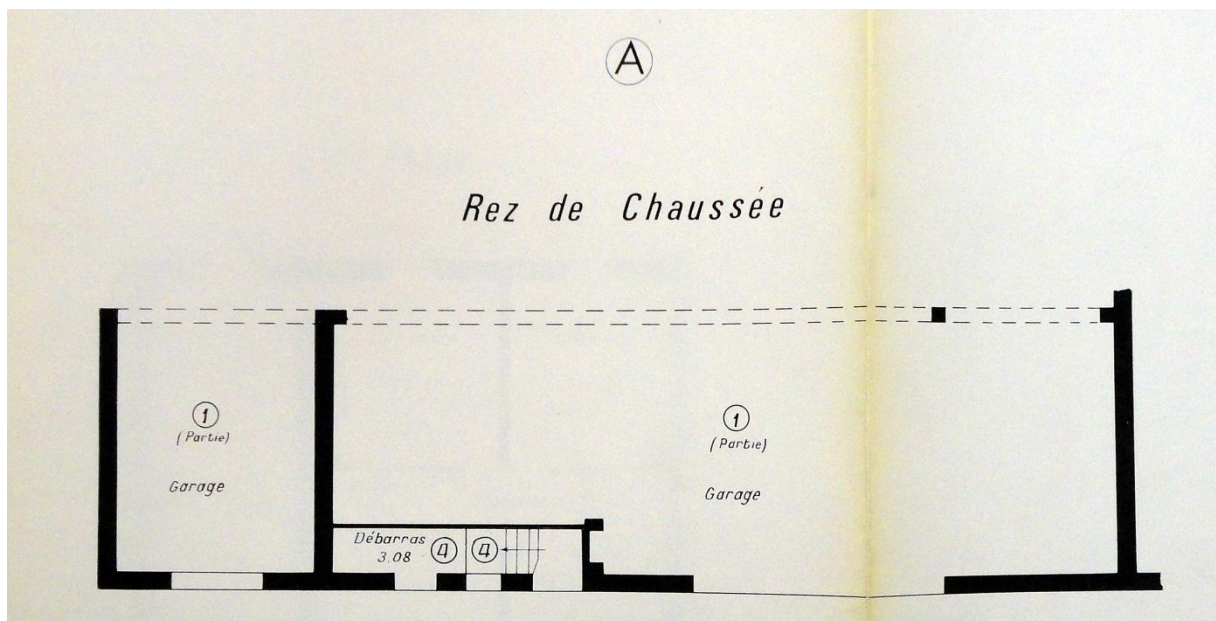 A
Rez de Chaussée
1
(Partie)
Garage
1
(Partie)
Garage
Débarras
3.08
4
4